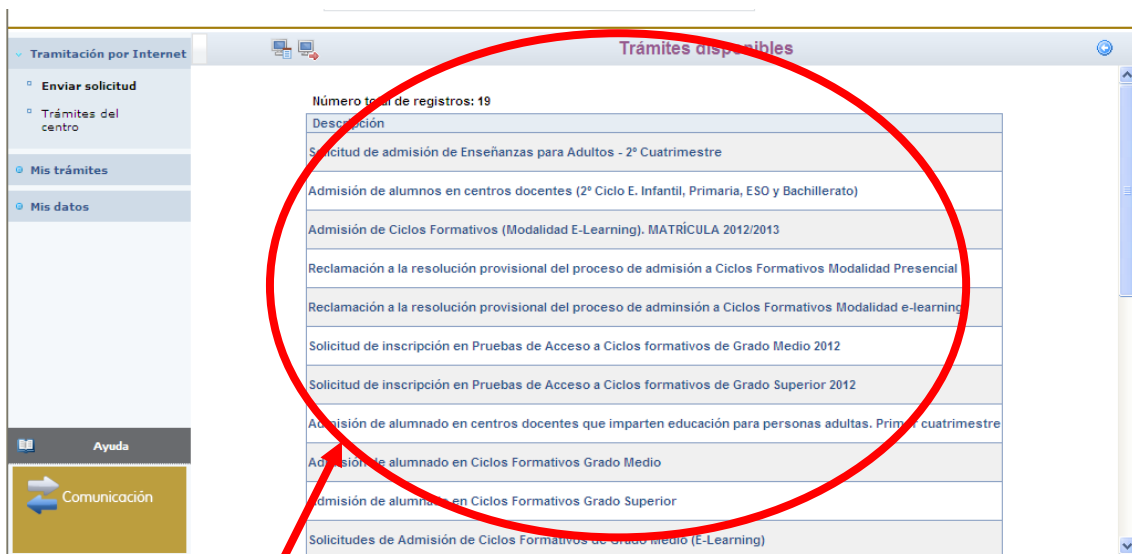 Tramitación por Internet
Enviar solicitud
Trámites del
centro
Mis trámites
Mis datos
Ayuda
Comunicación
Trámites disponibles
Número total de registros: 19
Descripción
Solicitud de admisión de Enseñanzas para Adultos - 2º Cuatrimestre
Admisión de alumnos en centros docentes (2º Ciclo E. Infantil, Primaria, ESO y Bachillerato)
Admisión de Ciclos Formativos (Modalidad E-Learning). MATRÍCULA 2012/2013
Reclamación a la resolución provisional del proceso de admisión a Ciclos Formativos Modalidad Presencial
Reclamación a la resolución provisional del proceso de adminsión a Ciclos Formativos Modalidad e-learning
Solicitud de inscripción en Pruebas de Acceso a Ciclos formativos de Grado Medio 2012
Solicitud de inscripción en Pruebas de Acceso a Ciclos formativos de Grado Superior 2012
Admisión de alumnado en centros docentes que imparten educación para personas adultas. Primer cuatrimestre
Admisión de alumnado en Ciclos Formativos Grado Medio
Admisión de alumnado en Ciclos Formativos Grado Superior
Solicitudes de Admisión de Ciclos Formativos de Grado Medio (E-Learning)